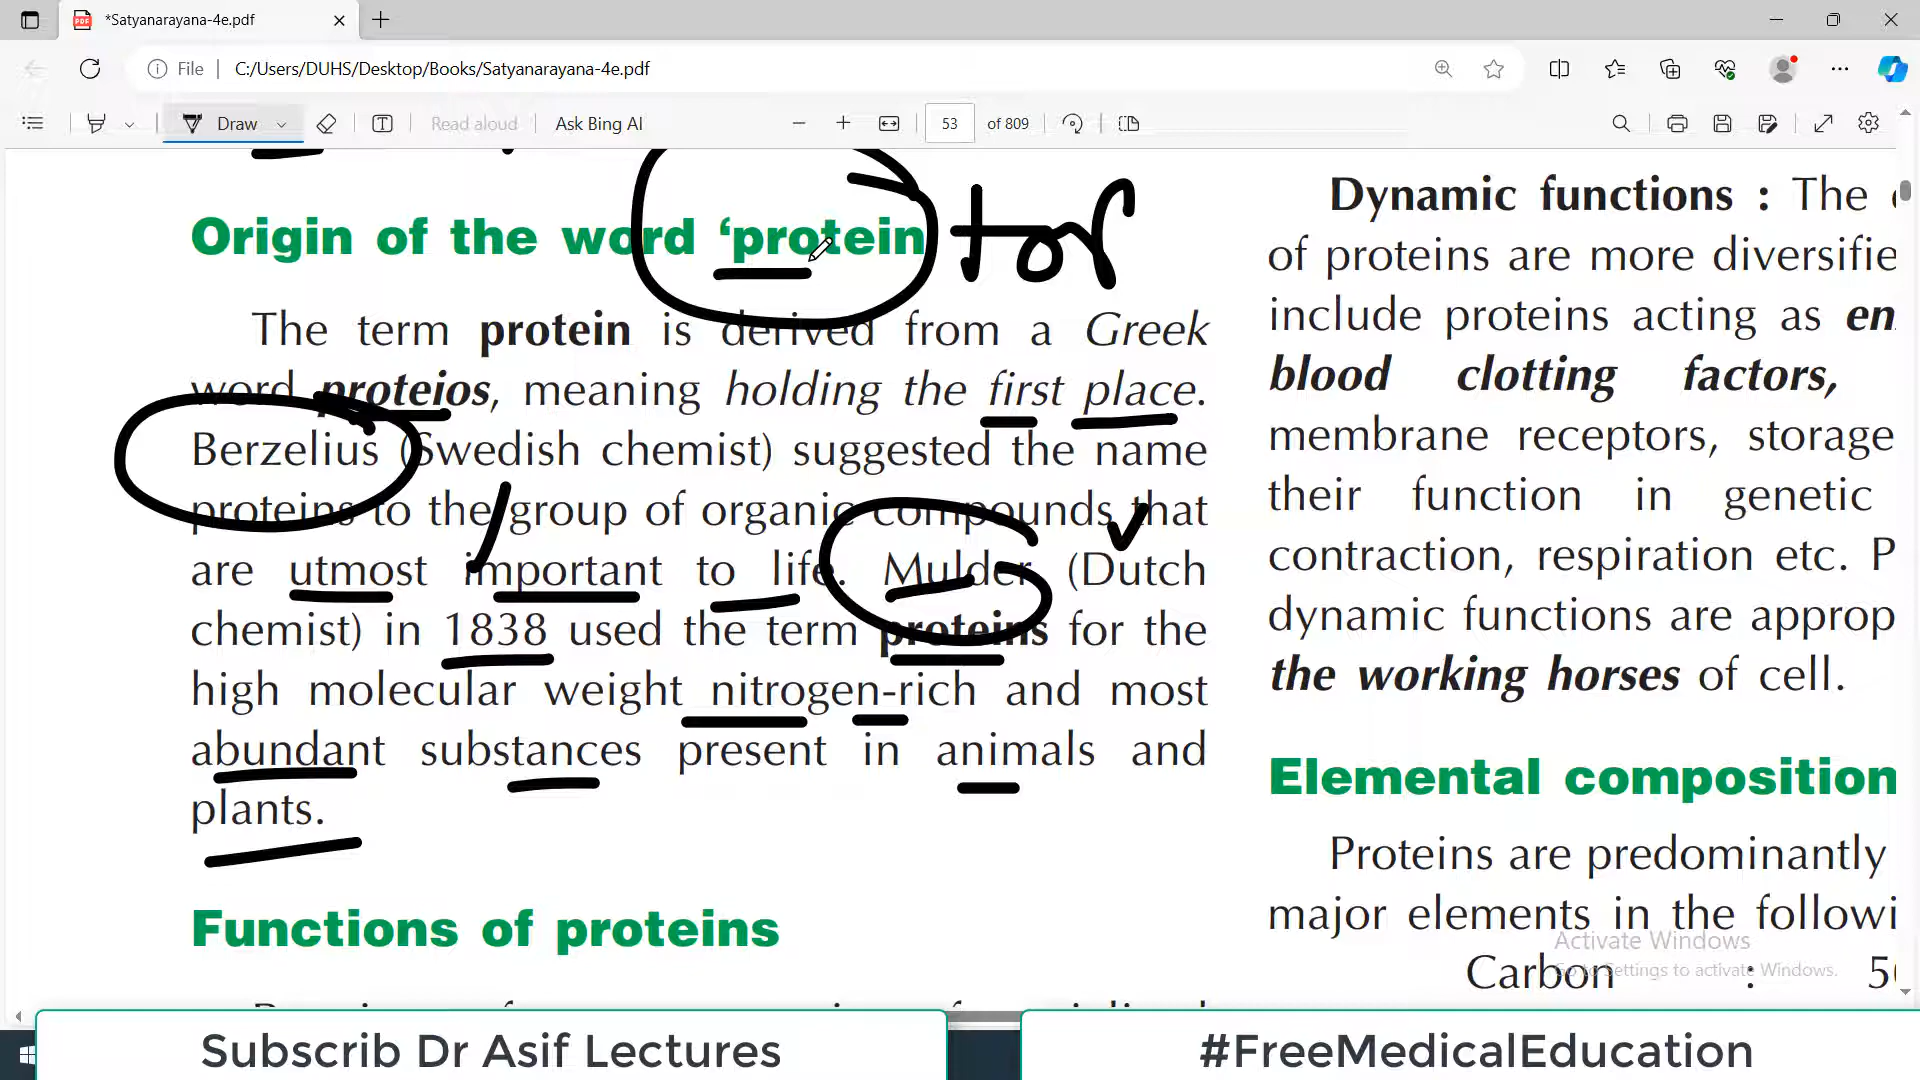 *Satyanarayana-4e.pdf
File
C:/Users/DUHS/Desktop/Books/Satyanarayana-4e.pdf
Draw
Read aloud
Ask Bing AI
53
of 809
Origin of the word ‘protein
tor
The term protein is derived from a Greek
word proteios, meaning holding the first place.
Berzelius (Swedish chemist) suggested the name
proteins to the group of organic compounds that
are utmost important to life. Mulder (Dutch
chemist) in 1838 used the term proteins for the
high molecular weight nitrogen-rich and most
abundant substances present in animals and
plants.
Functions of proteins
Dynamic functions : The
of proteins are more diversifie
include proteins acting as en
blood clotting factors,
membrane receptors, storage
their function in genetic
contraction, respiration etc. P
dynamic functions are approp
the working horses of cell.
Elemental composition
Proteins are predominantly
major elements in the followi
Carbon : 50
Activate Windows
Go to Settings to activate Windows.
Subscrib Dr Asif Lectures
#FreeMedicalEducation